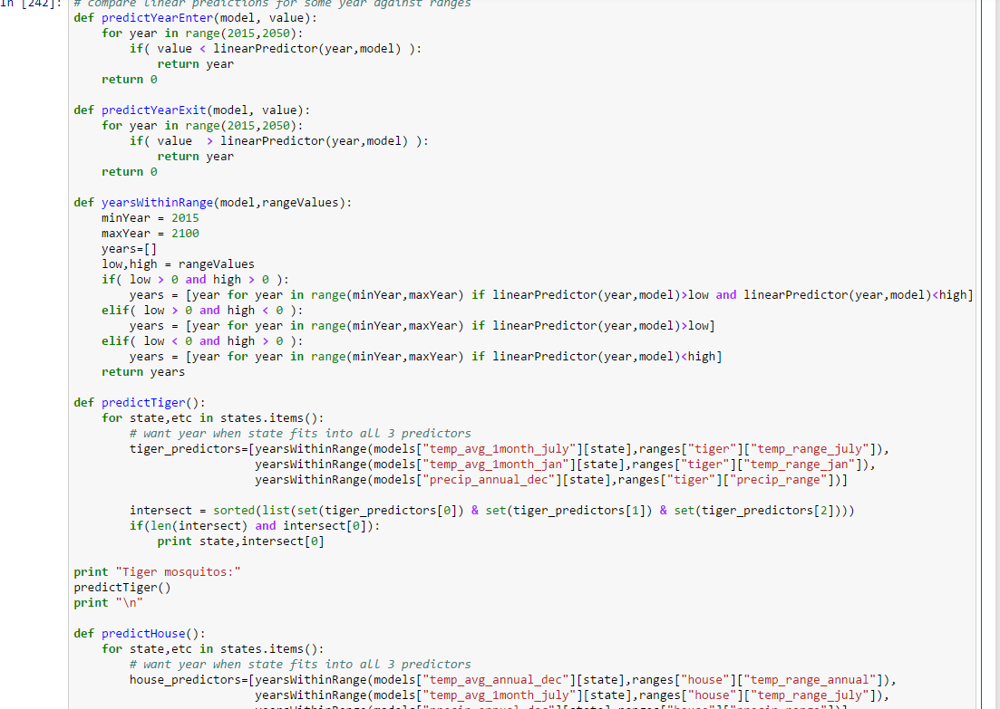 In [242]: # compare linear predictions for some year against ranges
def predictYearEnter(model, value):
    for year in range(2015,2050):
        if( value < linearPredictor(year,model) ):
            return year
    return 0

def predictYearExit(model, value):
    for year in range(2015,2050):
        if( value  > linearPredictor(year,model) ):
            return year
    return 0

def yearsWithinRange(model,rangeValues):
    minYear = 2015
    maxYear = 2100
    years=[]
    low,high = rangeValues
    if( low > 0 and high > 0 ):
        years = [year for year in range(minYear,maxYear) if linearPredictor(year,model)>low and linearPredictor(year,model)<high]
    elif( low > 0 and high < 0 ):
        years = [year for year in range(minYear,maxYear) if linearPredictor(year,model)>low]
    elif( low < 0 and high > 0 ):
        years = [year for year in range(minYear,maxYear) if linearPredictor(year,model)<high]
    return years

def predictTiger():
    for state,etc in states.items():
        # want year when state fits into all 3 predictors
        tiger_predictors=[yearsWithinRange(models["temp_avg_1month_july"][state],ranges["tiger"]["temp_range_july"]),
                          yearsWithinRange(models["temp_avg_1month_jan"][state],ranges["tiger"]["temp_range_jan"]),
                          yearsWithinRange(models["precip_annual_dec"][state],ranges["tiger"]["precip_range"])]

        intersect = sorted(list(set(tiger_predictors[0]) & set(tiger_predictors[1]) & set(tiger_predictors[2])))
        if(len(intersect) and intersect[0]):
            print state,intersect[0]

print "Tiger mosquitos:"
predictTiger()
print "\n"

def predictHouse():
    for state,etc in states.items():
        # want year when state fits into all 3 predictors
        house_predictors=[yearsWithinRange(models["temp_avg_annual_dec"][state],ranges["house"]["temp_range_annual"]),
                          yearsWithinRange(models["temp_avg_1month_july"][state],ranges["house"]["temp_range_july"]),